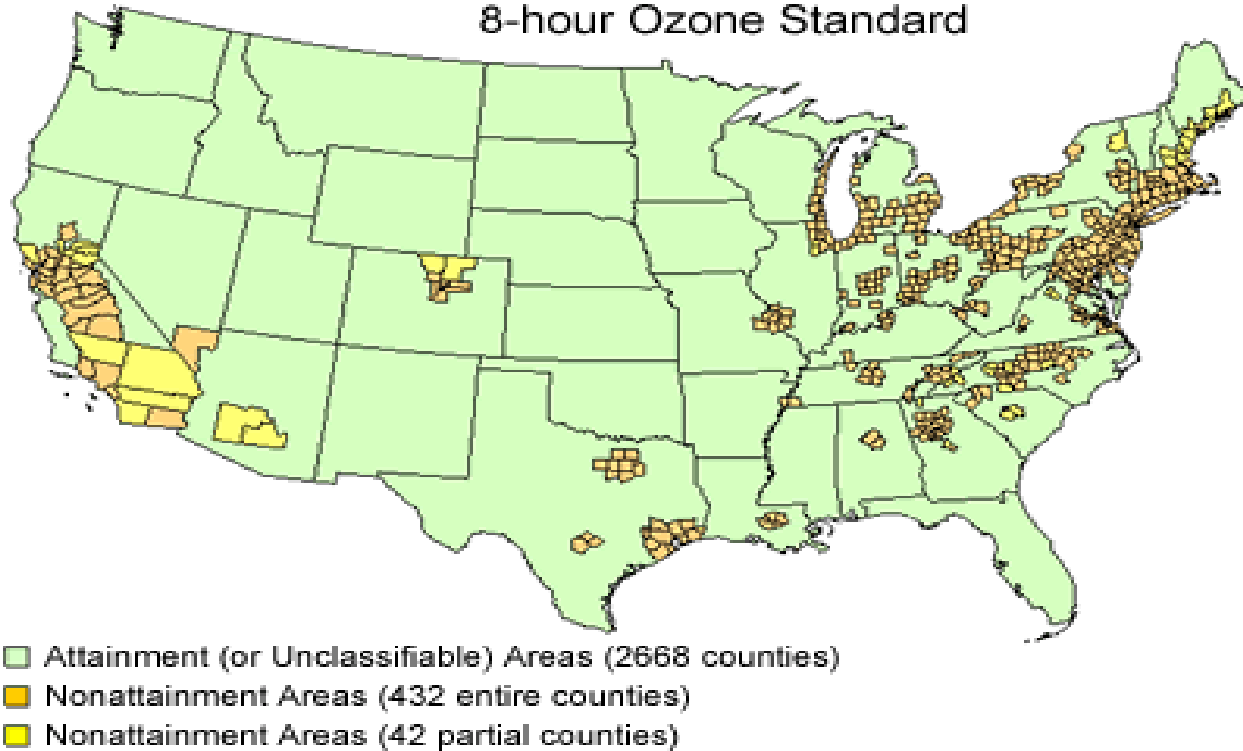 8-hour Ozone Standard
Attainment (or Unclassifiable) Areas (2668 counties)
Nonattainment Areas (432 entire counties)
Nonattainment Areas (42 partial counties)